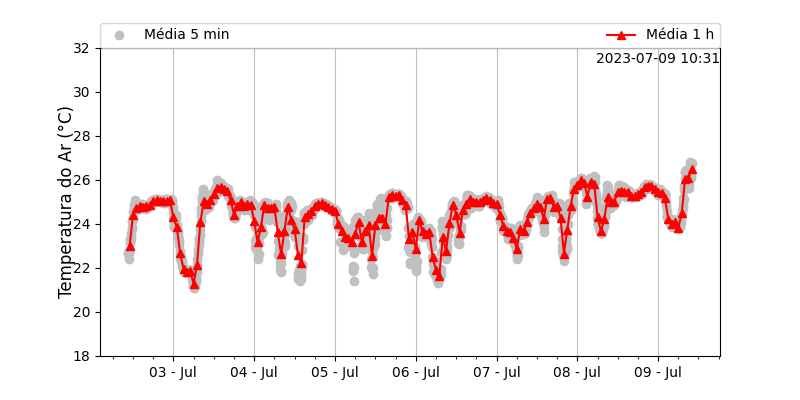 Média 5 min
Média 1 h
2023-07-09 10:31
Temperatura do Ar (°C)
32
30
28
26
24
22
20
18
03 - Jul
04 - Jul
05 - Jul
06 - Jul
07 - Jul
08 - Jul
09 - Jul